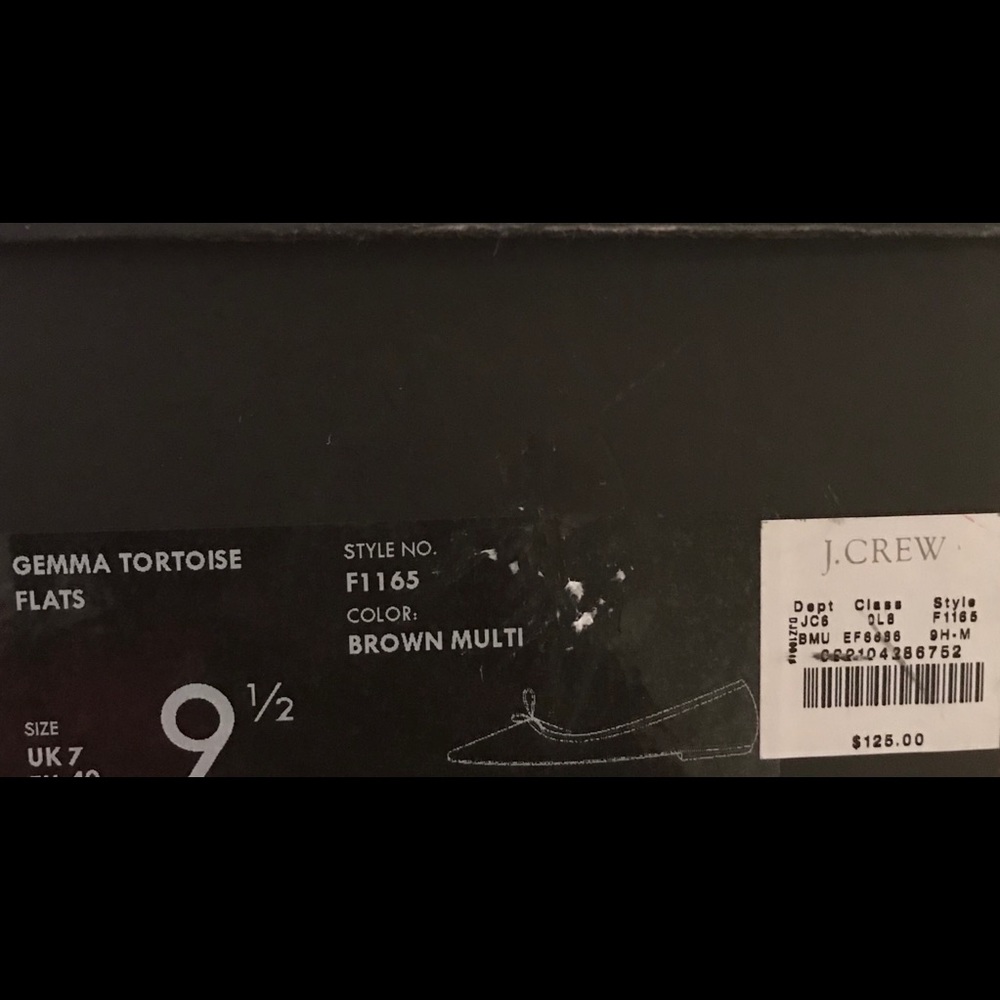 GEMMA TORTOISE
FLATS
STYLE NO.
F1165
COLOR:
BROWN MULTI
SIZE
UK 7
9 1/2
J.CREW
Dept Class Style
JC6 0L8 F1165
BMU EF6686 9H-M
$125.00